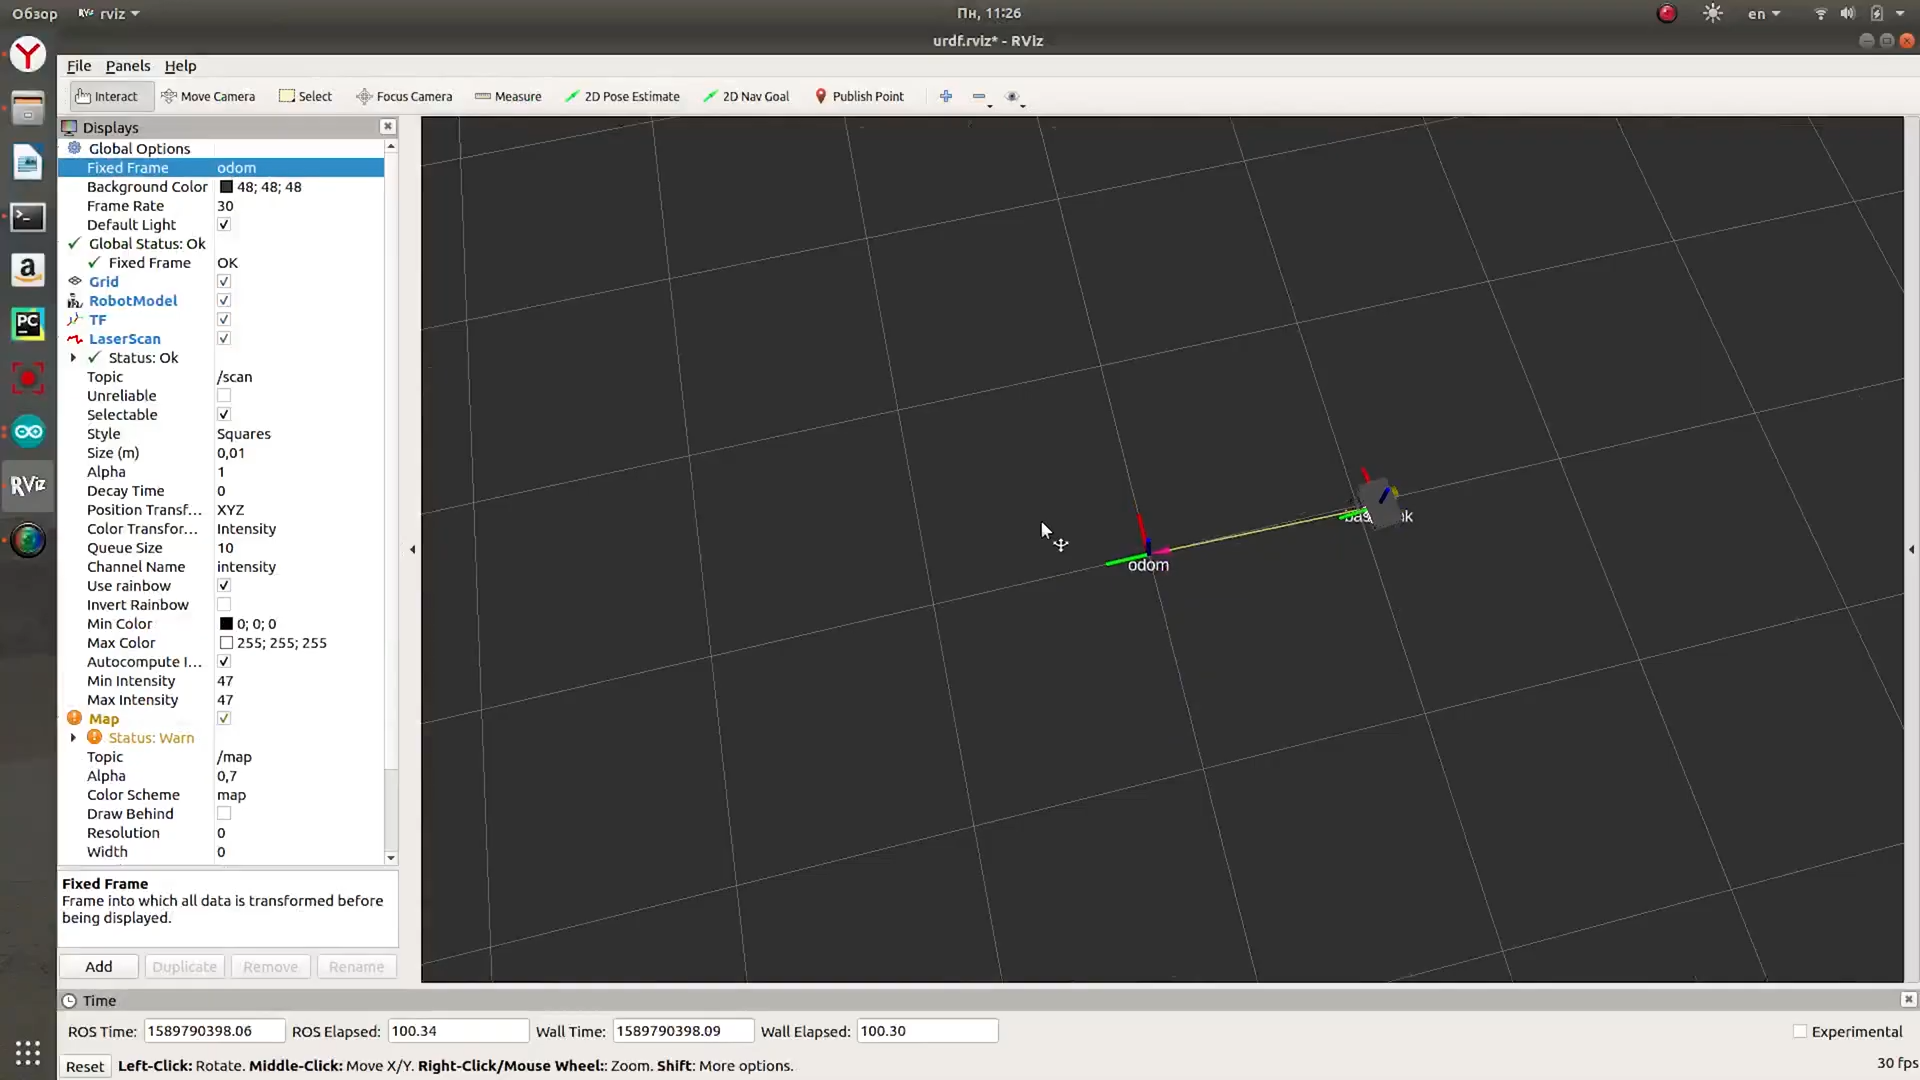 Обзор
rviz
Пн, 11:26
en
urdf.rviz* - RViz
File Panels Help
Interact Move Camera Select Focus Camera Measure 2D Pose Estimate 2D Nav Goal Publish Point
Displays
Global Options
Fixed Frame odom
Background Color 48; 48; 48
Frame Rate 30
Default Light
Global Status: Ok
Fixed Frame OK
Grid
RobotModel
TF
LaserScan
Status: Ok
Topic /scan
Unreliable
Selectable
Style Squares
Size (m) 0,01
Alpha 1
Decay Time 0
Position Transf... XYZ
Color Transfor... Intensity
Queue Size 10
Channel Name intensity
Use rainbow
Invert Rainbow
Min Color 0; 0; 0
Max Color 255; 255; 255
Autocompute I...
Min Intensity 47
Max Intensity 47
Map
Status: Warn
Topic /map
Alpha 0,7
Color Scheme map
Draw Behind
Resolution 0
Width 0
Fixed Frame
Frame into which all data is transformed before
being displayed.
Add Duplicate Remove Rename
odom
Time
ROS Time: 1589790398.06 ROS Elapsed: 100.34 Wall Time: 1589790398.09 Wall Elapsed: 100.30 Experimental
Reset Left-Click: Rotate. Middle-Click: Move X/Y. Right-Click/Mouse Wheel:: Zoom. Shift: More options. 30 fps
Y
a
PC
RViz